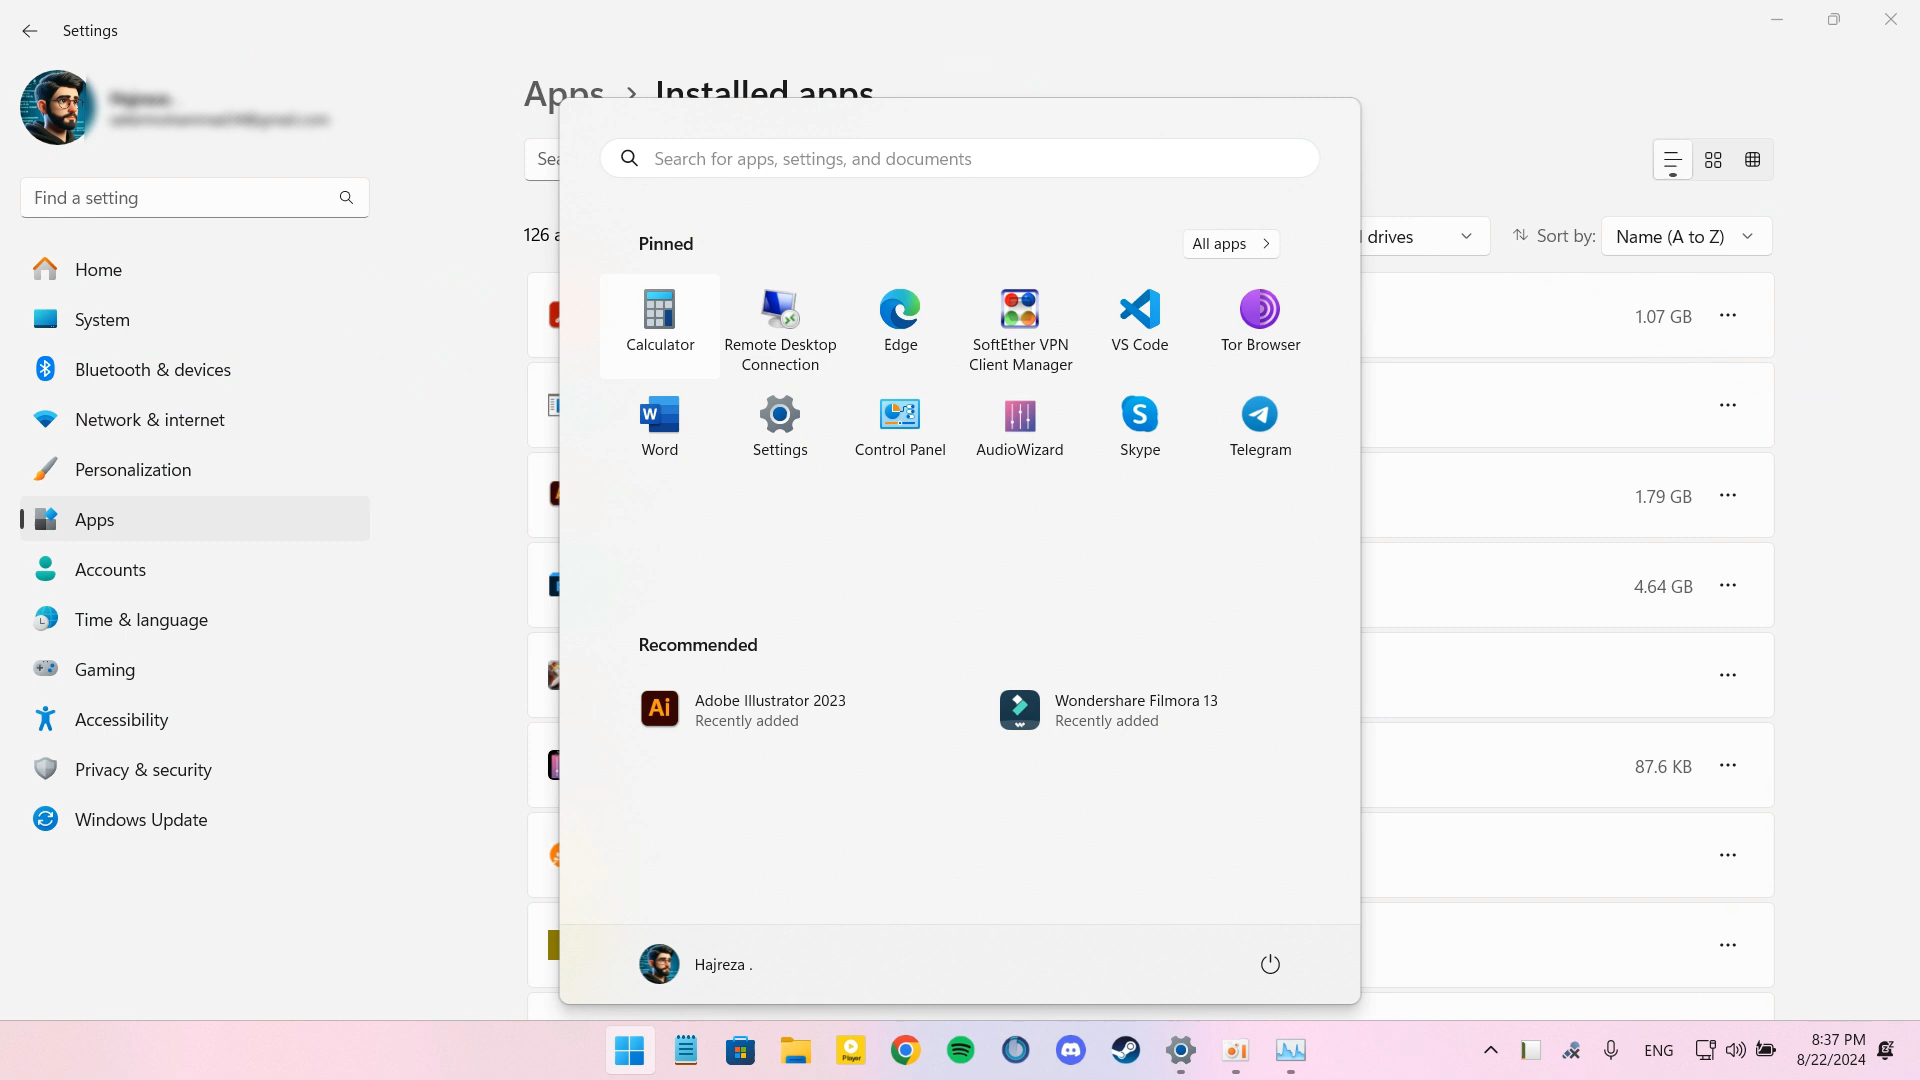 Settings
Find a setting
Home
System
Bluetooth & devices
Network & internet
Personalization
Apps
Accounts
Time & language
Gaming
Accessibility
Privacy & security
Windows Update
Apps › Installed apps
Sea
126 a
l drives
Sort by:
Name (A to Z)
1.07 GB
1.79 GB
4.64 GB
87.6 KB
Search for apps, settings, and documents
Pinned
All apps
Calculator
Remote Desktop
Connection
Edge
SoftEther VPN
Client Manager
VS Code
Tor Browser
Word
Settings
Control Panel
AudioWizard
Skype
Telegram
Recommended
Adobe Illustrator 2023
Recently added
Wondershare Filmora 13
Recently added
Hajreza .
Player
ENG
8:37 PM
8/22/2024